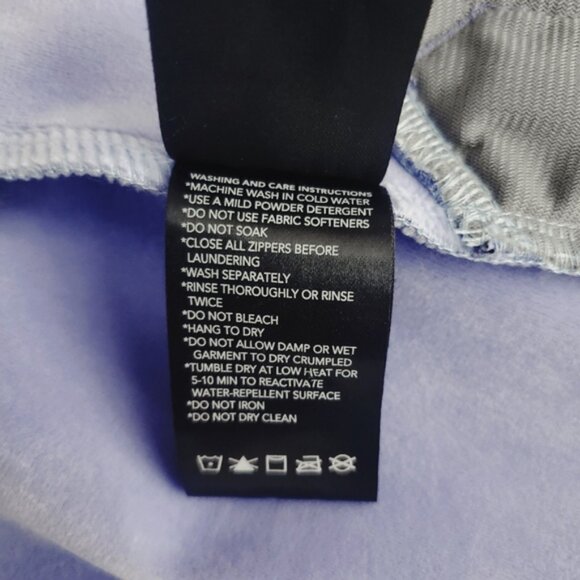 WASHING AND CARE INSTRUCTIONS
*MACHINE WASH IN COLD WATER
*USE A MILD POWDER DETERGENT
*DO NOT USE FABRIC SOFTENERS
*DO NOT SOAK
*CLOSE ALL ZIPPERS BEFORE
LAUNDERING
*WASH SEPARATELY
*RINSE THOROUGHLY OR RINSE
TWICE
*DO NOT BLEACH
*HANG TO DRY
*DO NOT ALLOW DAMP OR WET
GARMENT TO DRY CRUMPLED
*TUMBLE DRY AT LOW HEAT FOR
5-10 MIN TO REACTIVATE
WATER-REPELLENT SURFACE
*DO NOT IRON
*DO NOT DRY CLEAN